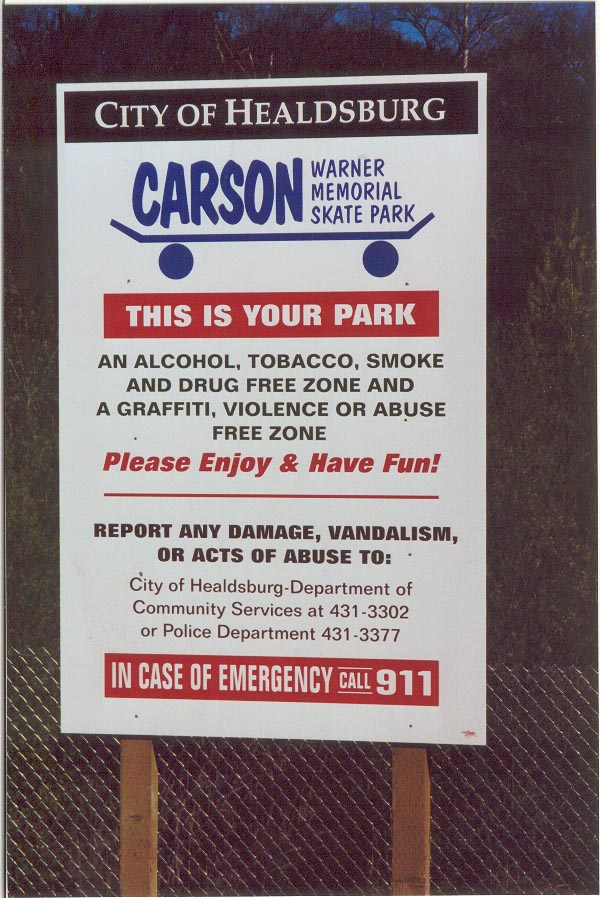 CITY OF HEALDSBURG
CARSON WARNER
MEMORIAL
SKATE PARK
THIS IS YOUR PARK
AN ALCOHOL, TOBACCO, SMOKE
AND DRUG FREE ZONE AND
A GRAFFITI, VIOLENCE OR ABUSE
FREE ZONE
Please Enjoy & Have Fun!
REPORT ANY DAMAGE, VANDALISM,
OR ACTS OF ABUSE TO:
City of Healdsburg-Department of
Community Services at 431-3302
or Police Department 431-3377
IN CASE OF EMERGENCY CALL 911